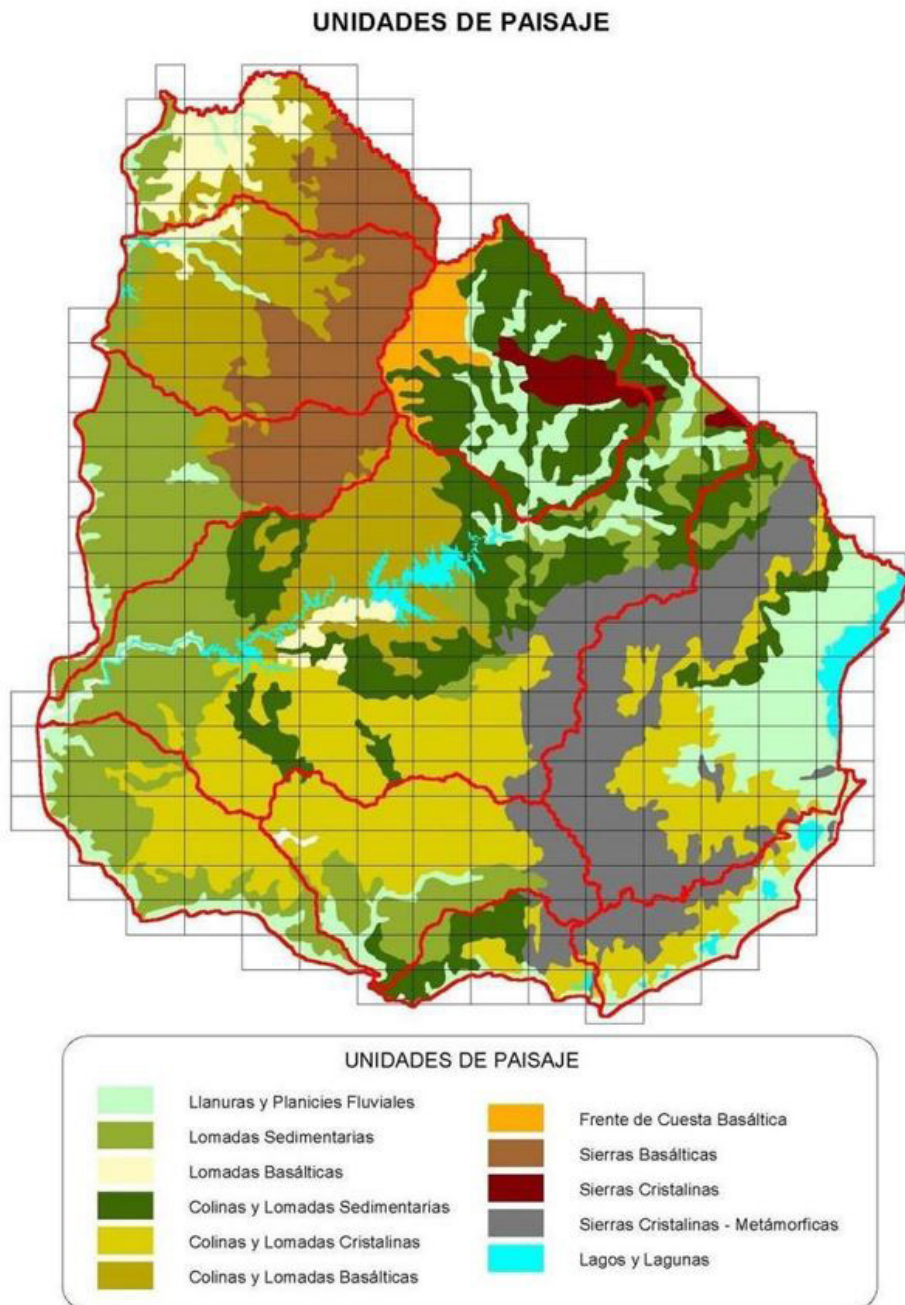 UNIDADES DE PAISAJE
UNIDADES DE PAISAJE
Llanuras y Planicies Fluviales
Lomadas Sedimentarias
Lomadas Basálticas
Colinas y Lomadas Sedimentarias
Colinas y Lomadas Cristalinas
Colinas y Lomadas Basálticas
Frente de Cuesta Basáltica
Sierras Basálticas
Sierras Cristalinas
Sierras Cristalinas - Metámorficas
Lagos y Lagunas